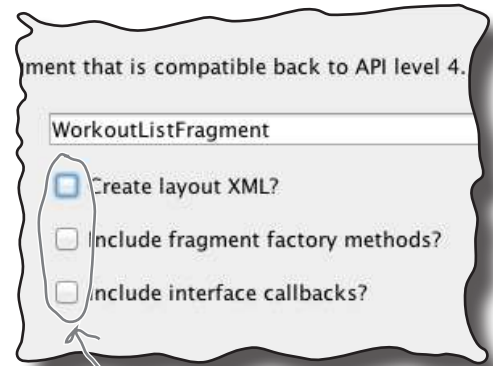 ment that is compatible back to API level 4.
WorkoutListFragment
Create layout XML?
Include fragment factory methods?
Include interface callbacks?